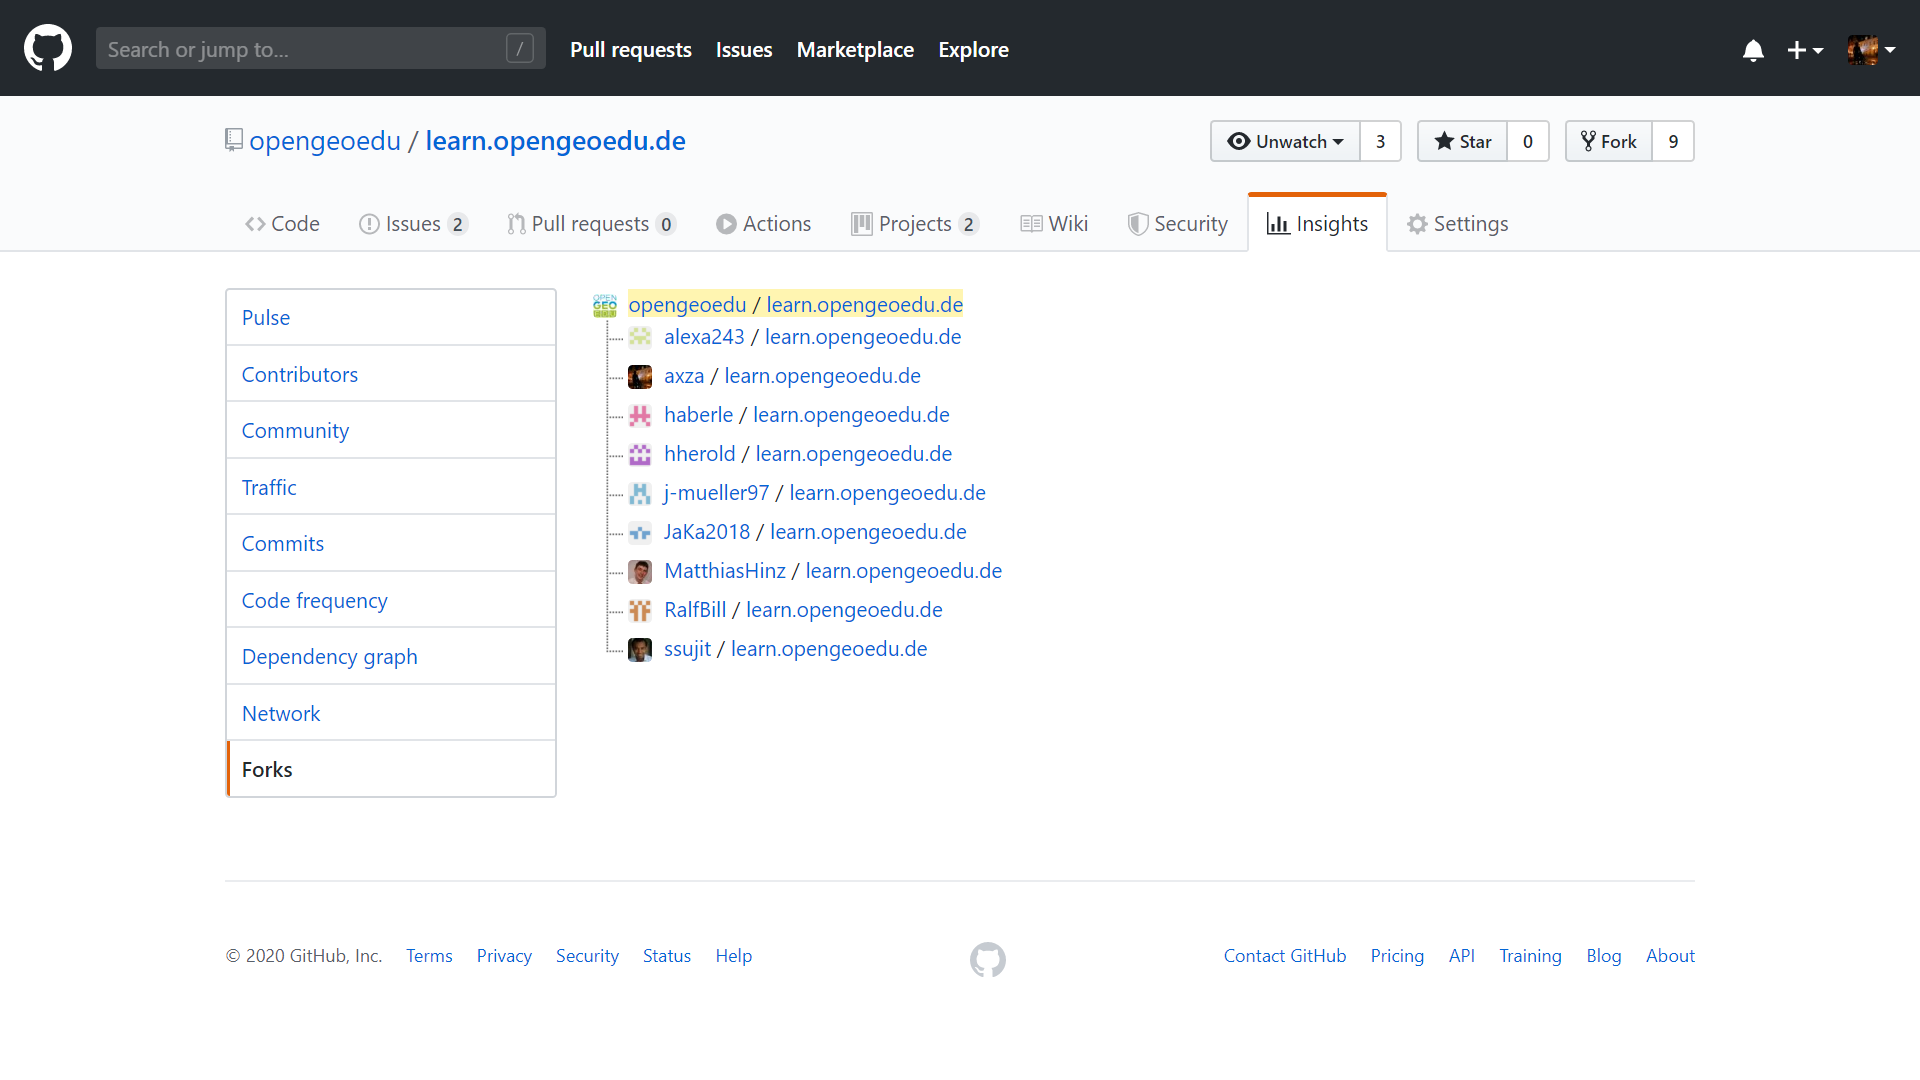 Search or jump to... / Pull requests Issues Marketplace Explore
opengeoedu / learn.opengeoedu.de Unwatch 3 Star 0 Fork 9
Code Issues 2 Pull requests 0 Actions Projects 2 Wiki Security Insights Settings
Pulse
Contributors
Community
Traffic
Commits
Code frequency
Dependency graph
Network
Forks
OPEN
GEO
EDU
opengeoedu / learn.opengeoedu.de
alexa243 / learn.opengeoedu.de
axza / learn.opengeoedu.de
haberle / learn.opengeoedu.de
hherold / learn.opengeoedu.de
j-mueller97 / learn.opengeoedu.de
JaKa2018 / learn.opengeoedu.de
MatthiasHinz / learn.opengeoedu.de
RalfBill / learn.opengeoedu.de
ssujit / learn.opengeoedu.de
© 2020 GitHub, Inc. Terms Privacy Security Status Help Contact GitHub Pricing API Training Blog About